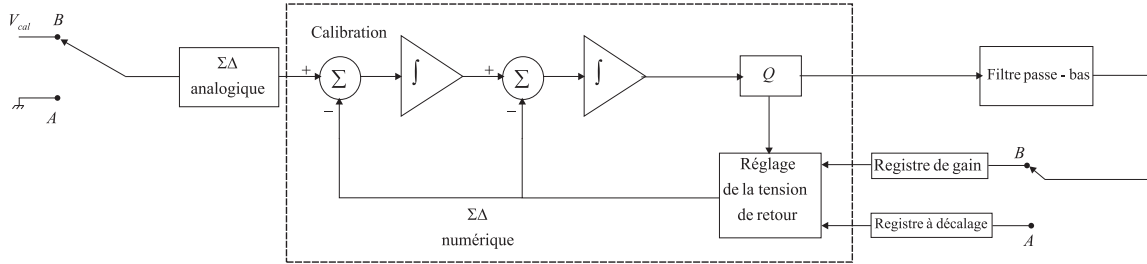 V_cal
B
A
ΣΔ
analogique
Calibration
+
Σ
−
∫
+
Σ
−
∫
Q
Filtre passe - bas
Réglage
de la tension
de retour
Registre de gain
B
Registre à décalage
A
ΣΔ
numérique